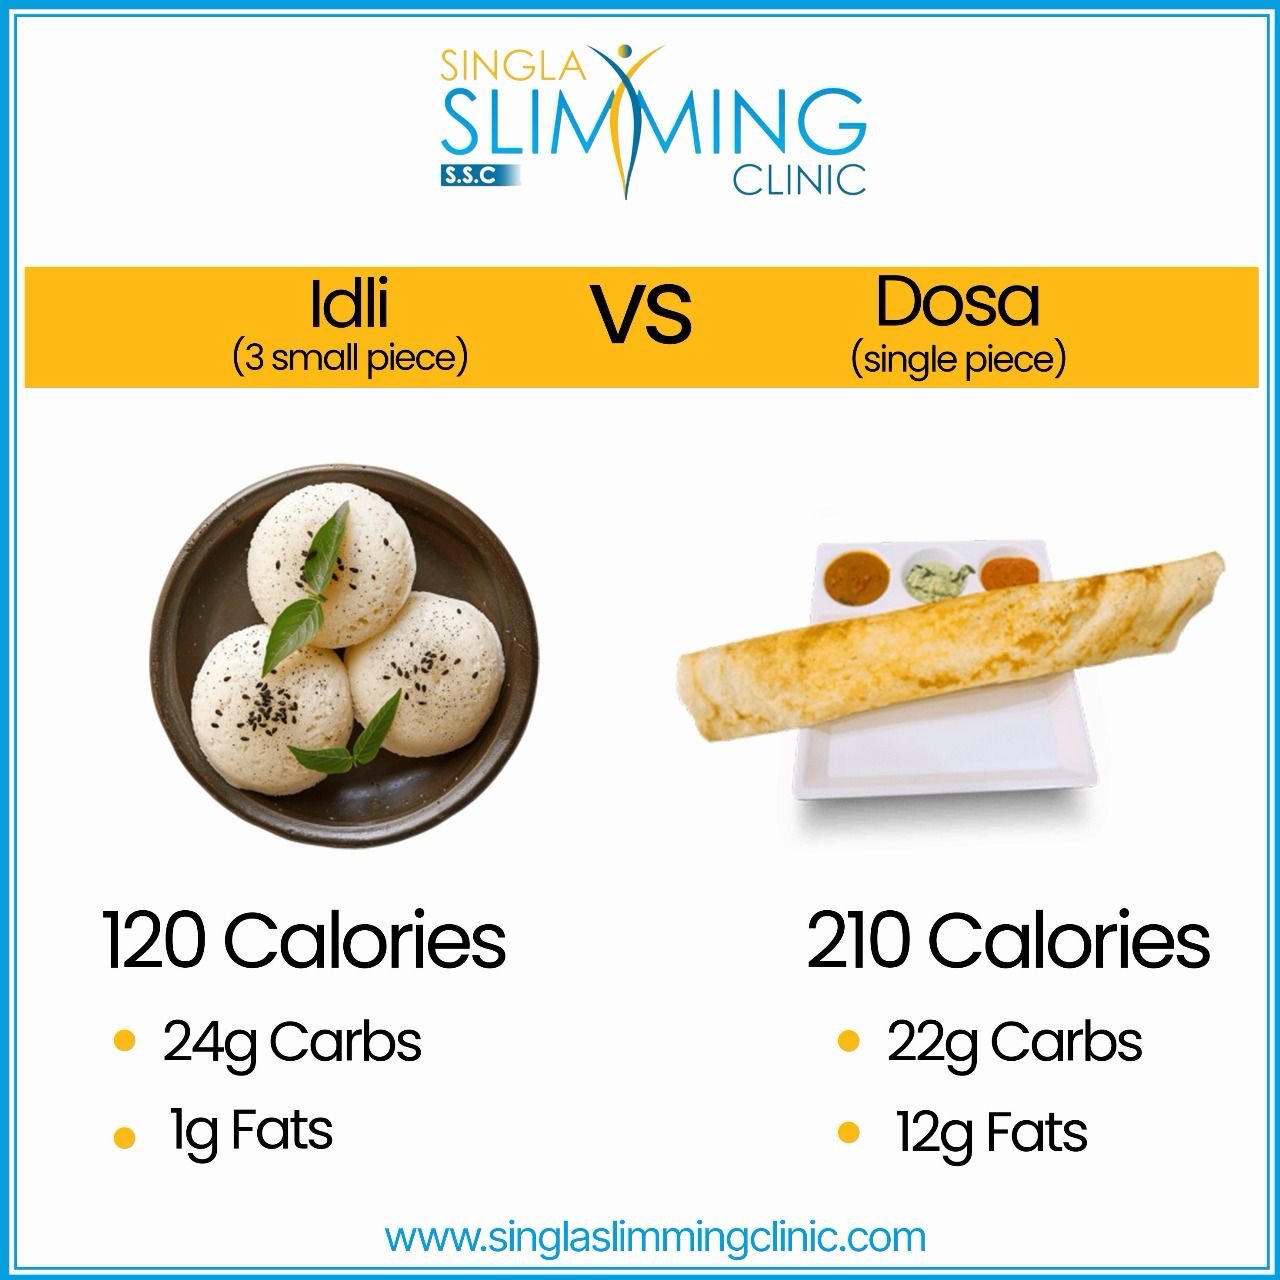 SINGLA
SLIMMING
S.S.C
CLINIC
Idli
(3 small piece)
VS
Dosa
(single piece)
120 Calories
24g Carbs
1g Fats
210 Calories
22g Carbs
12g Fats
www.singlaslimmingclinic.com